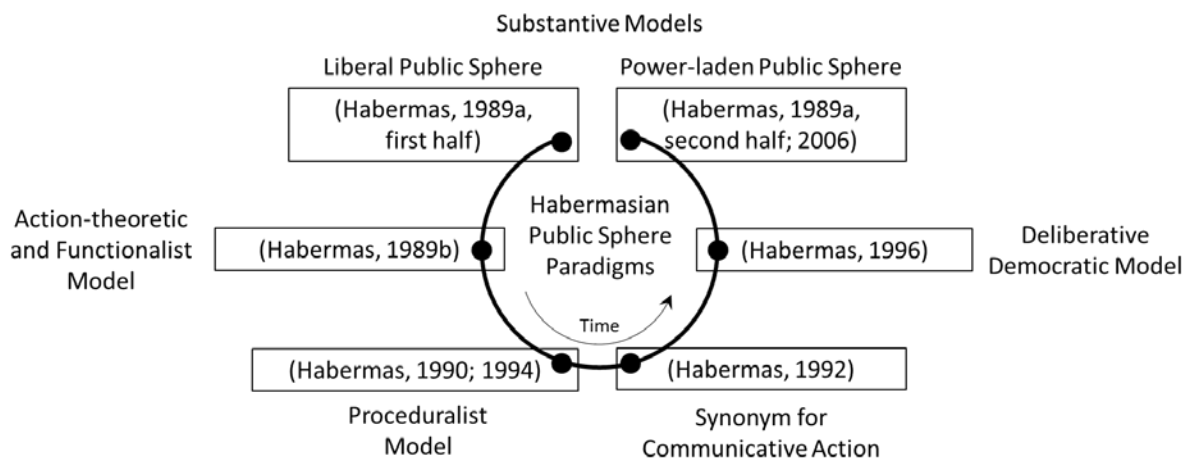 Substantive Models
Liberal Public Sphere
(Habermas, 1989a,
first half)
Power-laden Public Sphere
(Habermas, 1989a,
second half; 2006)
Action-theoretic
and Functionalist
Model
(Habermas, 1989b)
Habermasian
Public Sphere
Paradigms
(Habermas, 1996)
Deliberative
Democratic Model
Time
(Habermas, 1990; 1994)
Proceduralist
Model
(Habermas, 1992)
Synonym for
Communicative Action